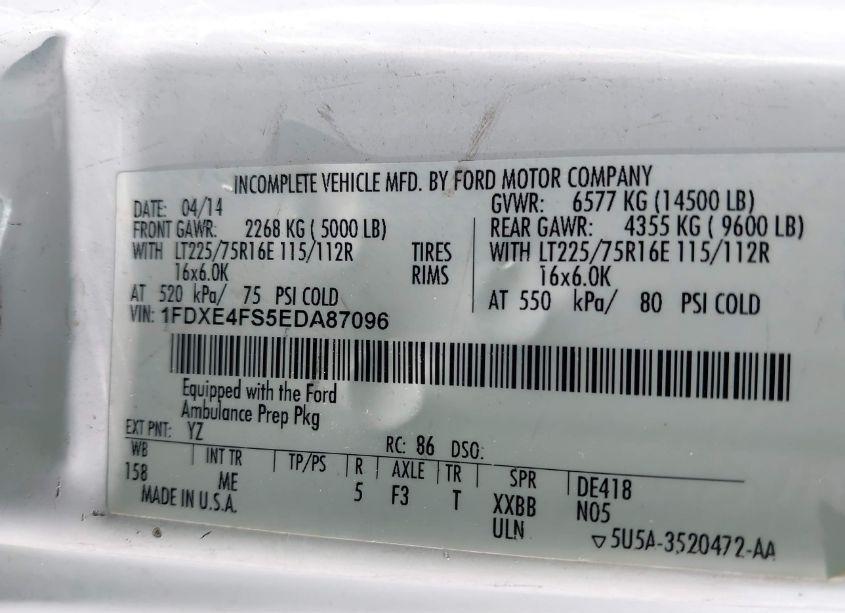 INCOMPLETE VEHICLE MFD. BY FORD MOTOR COMPANY
DATE: 04/14 GVWR: 6577 KG (14500 LB)
FRONT GAWR: 2268 KG ( 5000 LB) REAR GAWR: 4355 KG ( 9600 LB)
WITH LT225/75R16E 115/112R TIRES WITH LT225/75R16E 115/112R
16x6.0K RIMS 16x6.0K
AT 520 kPa/ 75 PSI COLD AT 550 kPa/ 80 PSI COLD
VIN: 1FDXE4FS5EDA87096
Equipped with the Ford
Ambulance Prep Pkg
EXT PNT: YZ RC: 86 DSO:
WB INT TR TP/PS R AXLE TR SPR DE418
158 ME 5 F3 T XXBB N05
MADE IN U.S.A. ULN ▽5U5A-3520472-AA